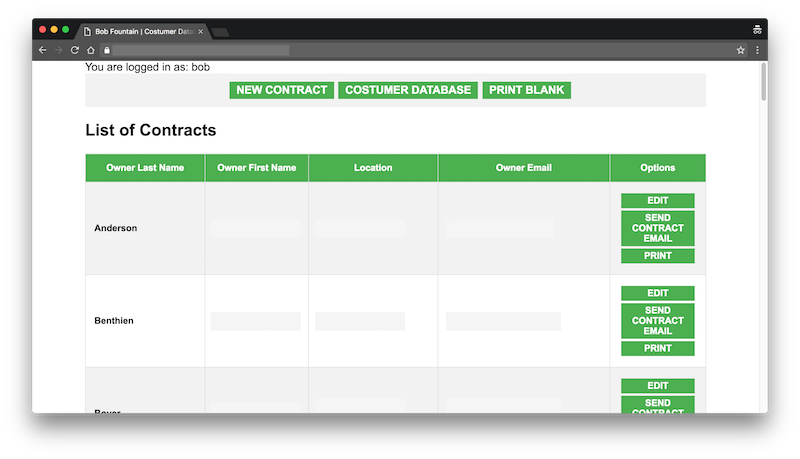 Bob Fountain | Costumer Data
You are logged in as: bob
NEW CONTRACT COSTUMER DATABASE PRINT BLANK
List of Contracts
Owner Last Name Owner First Name Location Owner Email Options
Anderson
EDIT
SEND
CONTRACT
EMAIL
PRINT
Benthien
EDIT
SEND
CONTRACT
EMAIL
PRINT
Boyer
EDIT
SEND
CONTRACT